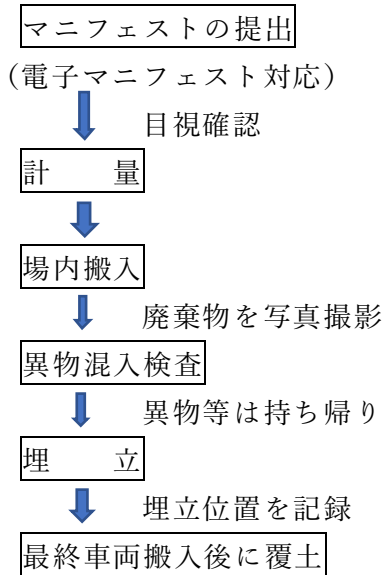 マニフェストの提出
（電子マニフェスト対応）
目視確認
計　　量
場内搬入
廃棄物を写真撮影
異物混入検査
異物等は持ち帰り
埋　　立
埋立位置を記録
最終車両搬入後に覆土